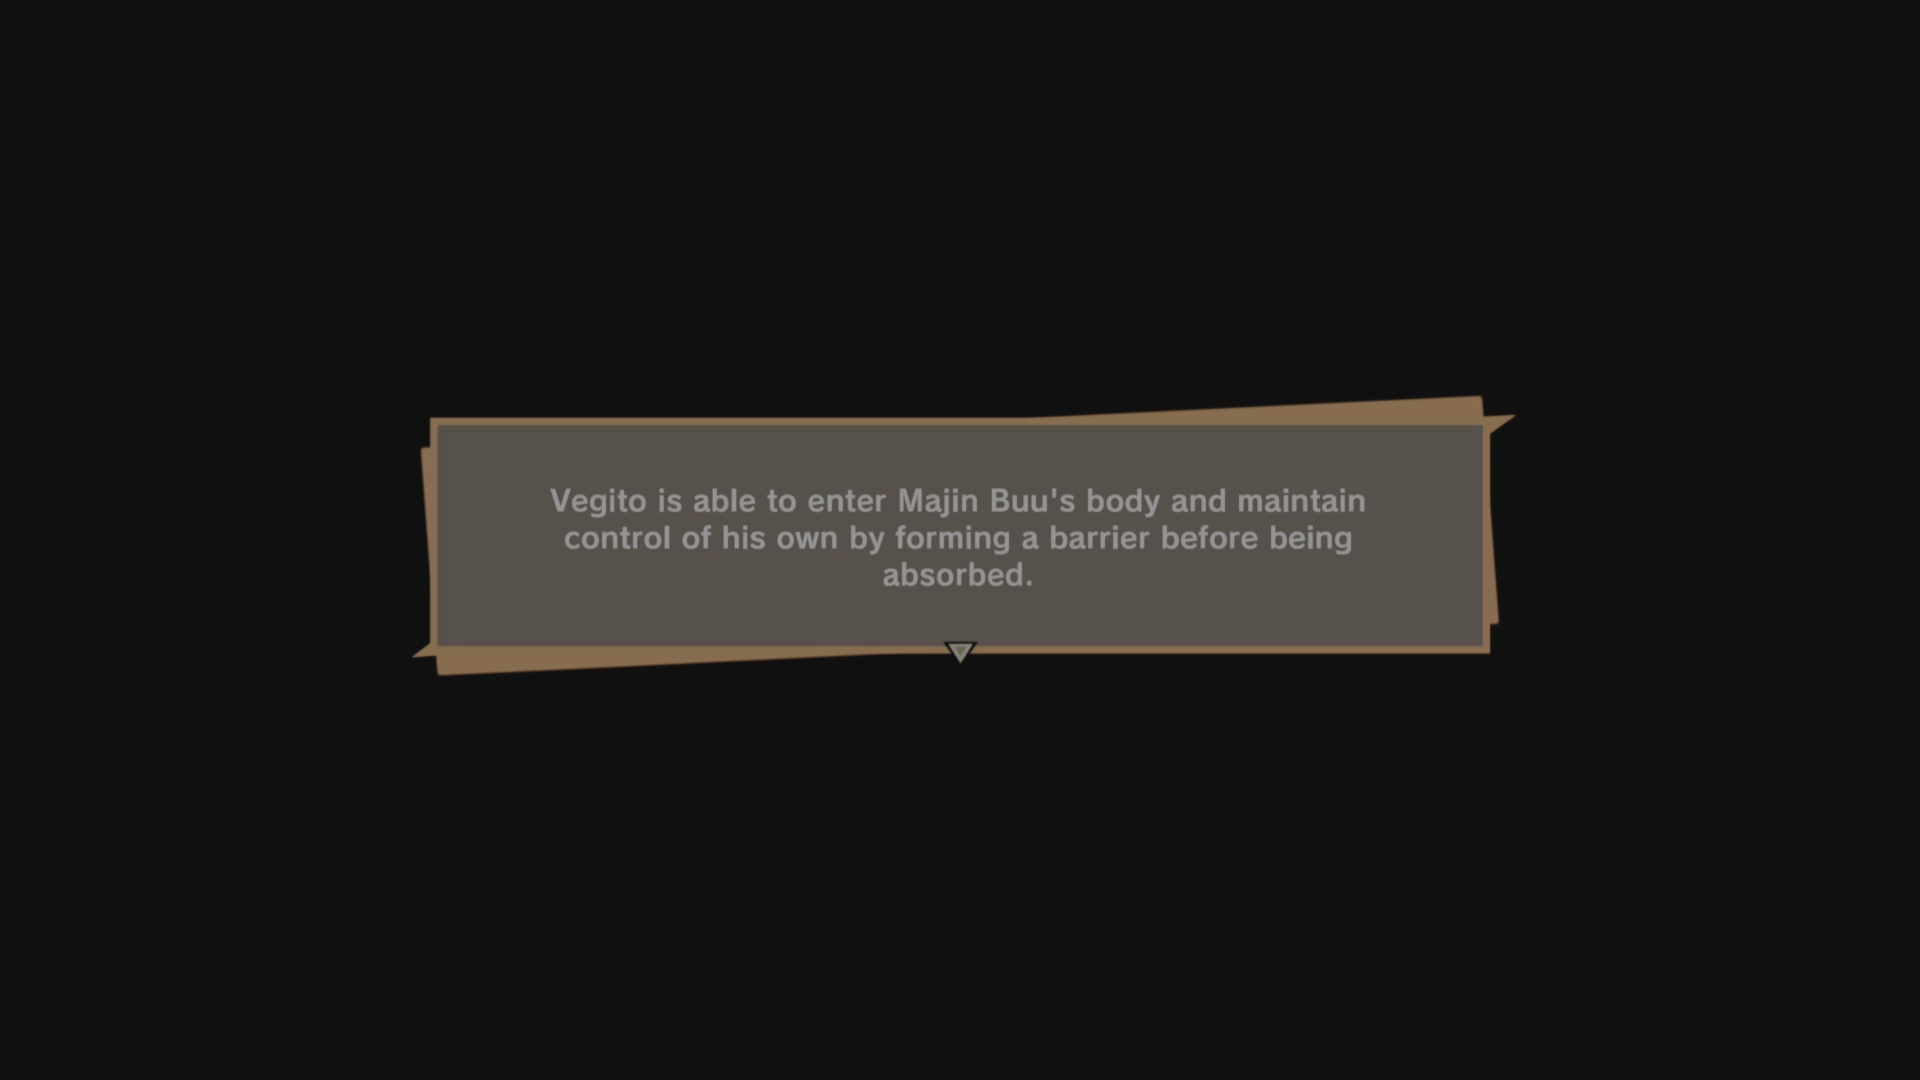 Vegito is able to enter Majin Buu's body and maintain
control of his own by forming a barrier before being
absorbed.